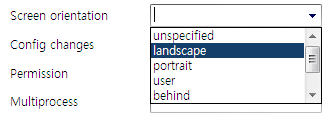 Screen orientation
unspecified
Config changes
landscape
portrait
Permission
user
behind
Multiprocess